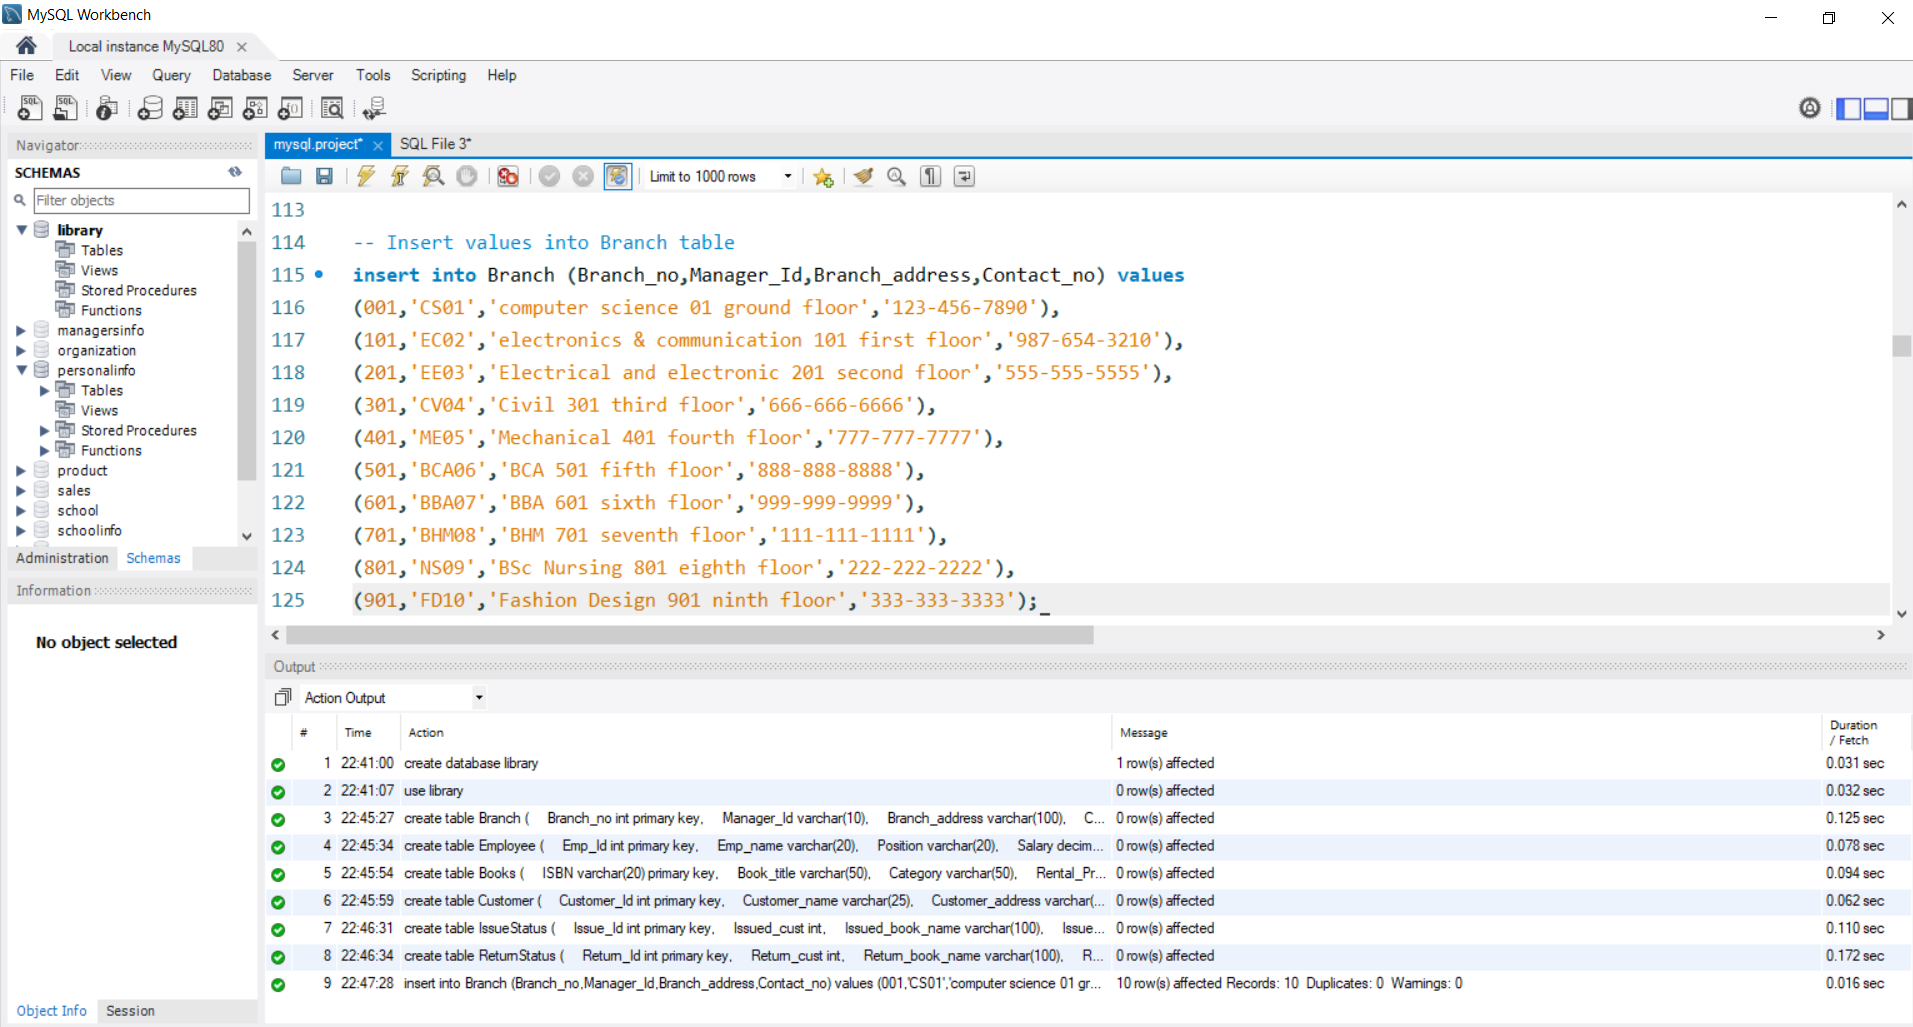 MySQL Workbench
Local instance MySQL80
File Edit View Query Database Server Tools Scripting Help
Navigator
SCHEMAS
Filter objects
library
Tables
Views
Stored Procedures
Functions
managersinfo
organization
personalinfo
Tables
Views
Stored Procedures
Functions
product
sales
school
schoolinfo
Administration Schemas
Information
No object selected
Object Info Session
mysql.project* SQL File 3*
Limit to 1000 rows
113
114 -- Insert values into Branch table
115 insert into Branch (Branch_no,Manager_Id,Branch_address,Contact_no) values
116 (001,'CS01','computer science 01 ground floor','123-456-7890'),
117 (101,'EC02','electronics & communication 101 first floor','987-654-3210'),
118 (201,'EE03','Electrical and electronic 201 second floor','555-555-5555'),
119 (301,'CV04','Civil 301 third floor','666-666-6666'),
120 (401,'ME05','Mechanical 401 fourth floor','777-777-7777'),
121 (501,'BCA06','BCA 501 fifth floor','888-888-8888'),
122 (601,'BBA07','BBA 601 sixth floor','999-999-9999'),
123 (701,'BHM08','BHM 701 seventh floor','111-111-1111'),
124 (801,'NS09','BSc Nursing 801 eighth floor','222-222-2222'),
125 (901,'FD10','Fashion Design 901 ninth floor','333-333-3333');
Output
Action Output
# Time Action Message Duration / Fetch
1 22:41:00 create database library 1 row(s) affected 0.031 sec
2 22:41:07 use library 0 row(s) affected 0.032 sec
3 22:45:27 create table Branch ( Branch_no int primary key, Manager_Id varchar(10), Branch_address varchar(100), C... 0 row(s) affected 0.125 sec
4 22:45:34 create table Employee ( Emp_Id int primary key, Emp_name varchar(20), Position varchar(20), Salary decim... 0 row(s) affected 0.078 sec
5 22:45:54 create table Books ( ISBN varchar(20) primary key, Book_title varchar(50), Category varchar(50), Rental_Pr... 0 row(s) affected 0.094 sec
6 22:45:59 create table Customer ( Customer_Id int primary key, Customer_name varchar(25), Customer_address varchar(... 0 row(s) affected 0.062 sec
7 22:46:31 create table IssueStatus ( Issue_Id int primary key, Issued_cust int, Issued_book_name varchar(100), Issue... 0 row(s) affected 0.110 sec
8 22:46:34 create table ReturnStatus ( Return_Id int primary key, Return_cust int, Return_book_name varchar(100), R... 0 row(s) affected 0.172 sec
9 22:47:28 insert into Branch (Branch_no,Manager_Id,Branch_address,Contact_no) values (001,'CS01','computer science 01 gr... 10 row(s) affected Records: 10 Duplicates: 0 Warnings: 0 0.016 sec